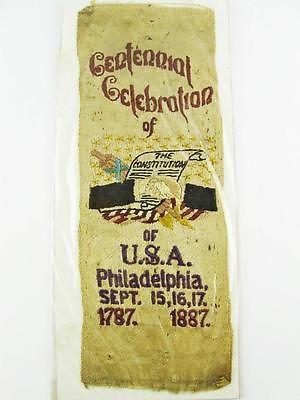 Centennial
Celebration
of
THE
CONSTITUTION
OF
U.S.A.
Philadelphia,
SEPT. 15,16,17.
1787. 1887.